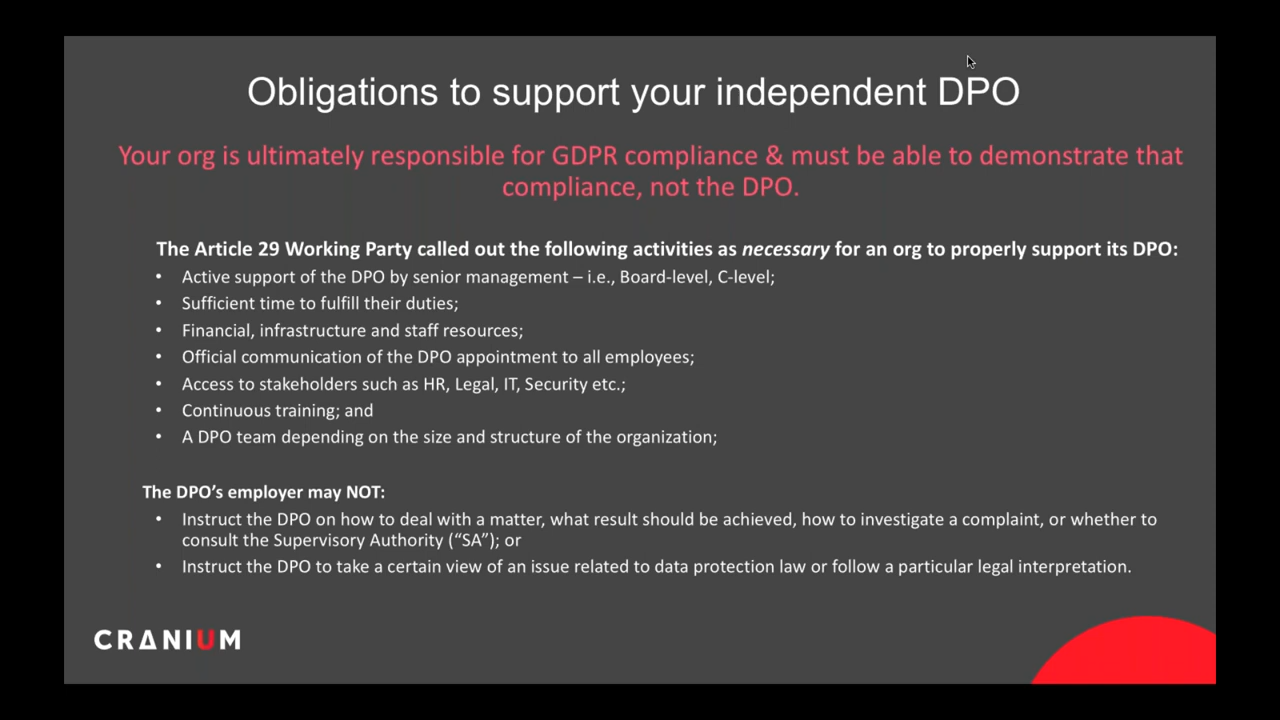 Obligations to support your independent DPO
Your org is ultimately responsible for GDPR compliance & must be able to demonstrate that
compliance, not the DPO.
The Article 29 Working Party called out the following activities as necessary for an org to properly support its DPO:
• Active support of the DPO by senior management – i.e., Board-level, C-level;
• Sufficient time to fulfill their duties;
• Financial, infrastructure and staff resources;
• Official communication of the DPO appointment to all employees;
• Access to stakeholders such as HR, Legal, IT, Security etc.;
• Continuous training; and
• A DPO team depending on the size and structure of the organization;
The DPO’s employer may NOT:
• Instruct the DPO on how to deal with a matter, what result should be achieved, how to investigate a complaint, or whether to
consult the Supervisory Authority (“SA”); or
• Instruct the DPO to take a certain view of an issue related to data protection law or follow a particular legal interpretation.
CRANIUM